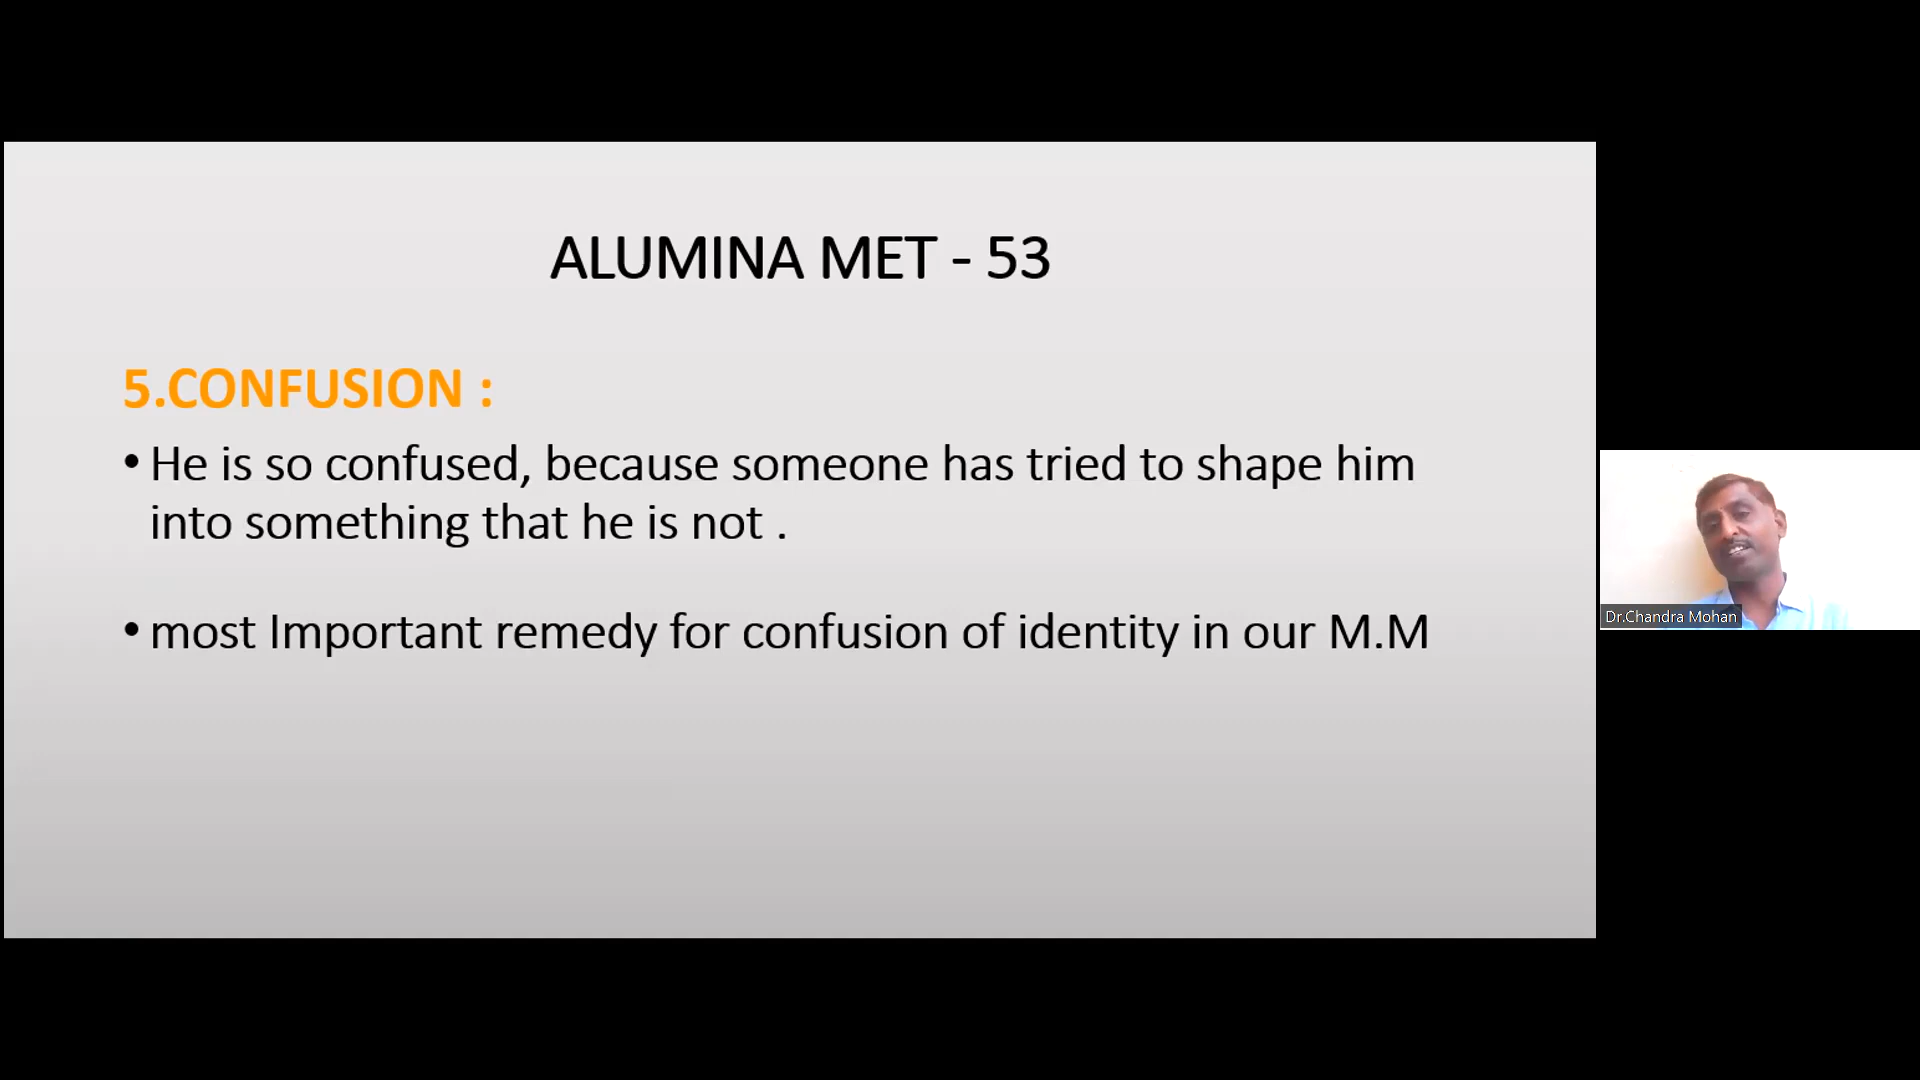 ALUMINA MET - 53
5.CONFUSION :
• He is so confused, because someone has tried to shape him
into something that he is not .
• most Important remedy for confusion of identity in our M.M
Dr.Chandra Mohan